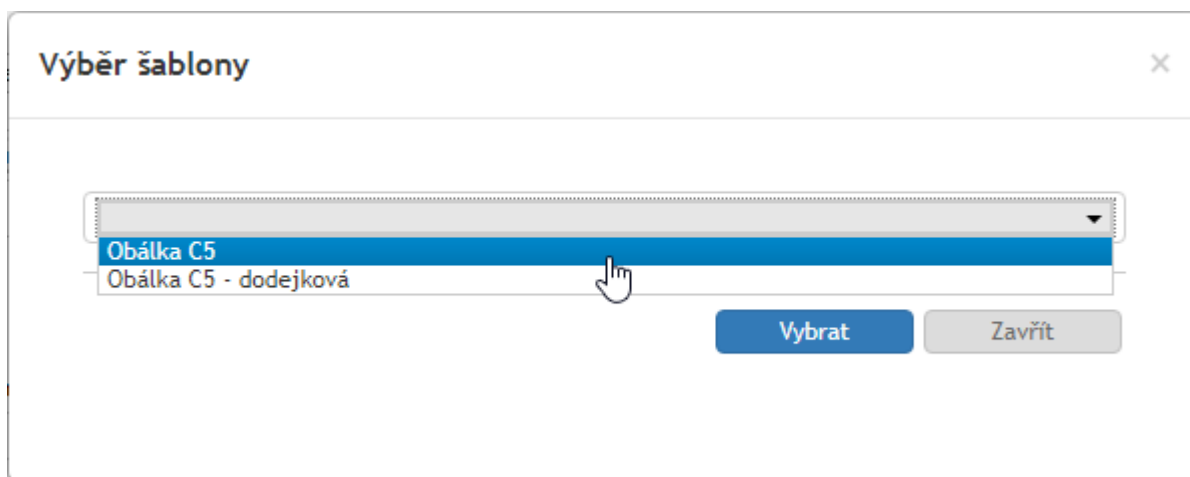 Výběr šablony
Obálka C5
Obálka C5 - dodejková
Vybrat
Zavřít